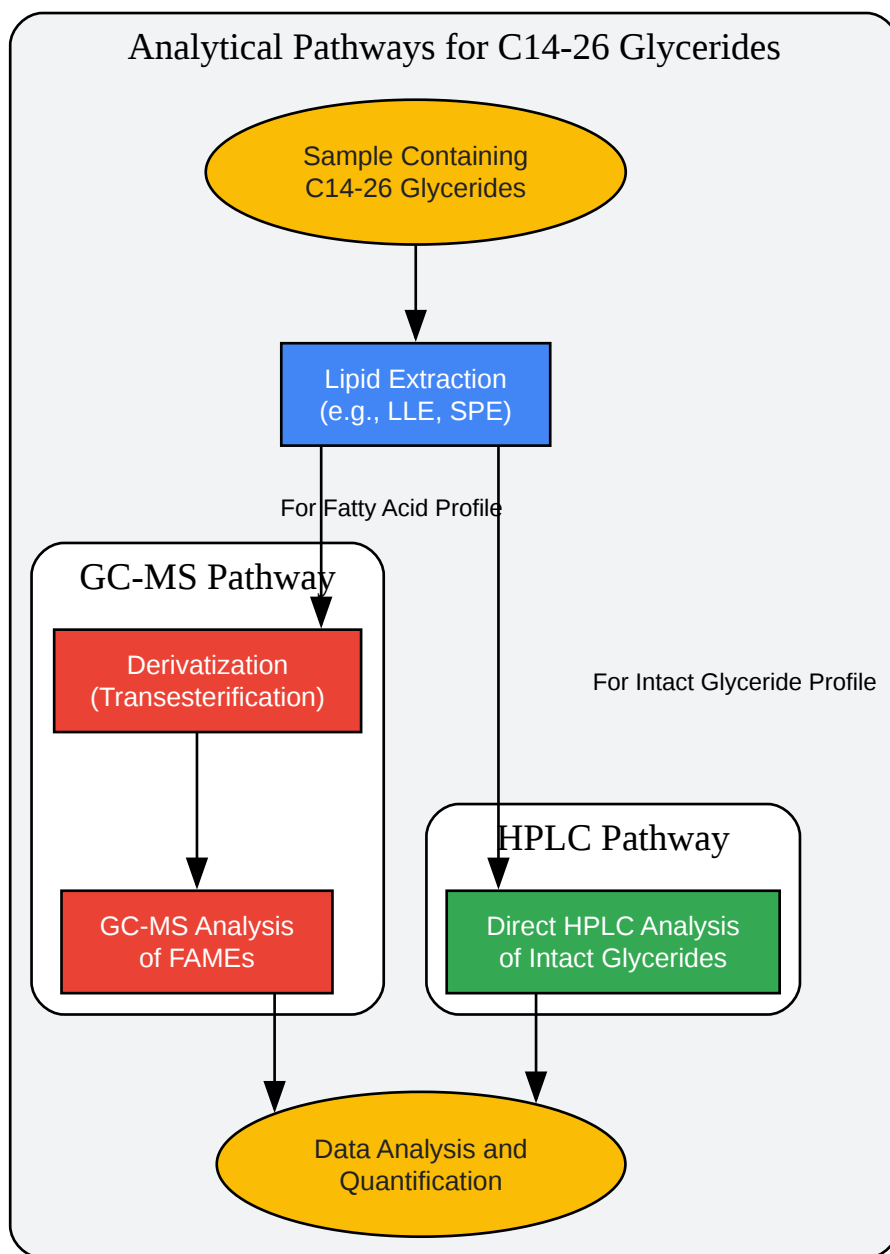 Analytical Pathways for C14-26 Glycerides
Sample Containing
C14-26 Glycerides
Lipid Extraction
(e.g., LLE, SPE)
For Fatty Acid Profile
GC-MS Pathway
Derivatization
(Transesterification)
For Intact Glyceride Profile
HPLC Pathway
GC-MS Analysis
of FAMEs
Direct HPLC Analysis
of Intact Glycerides
Data Analysis and
Quantification